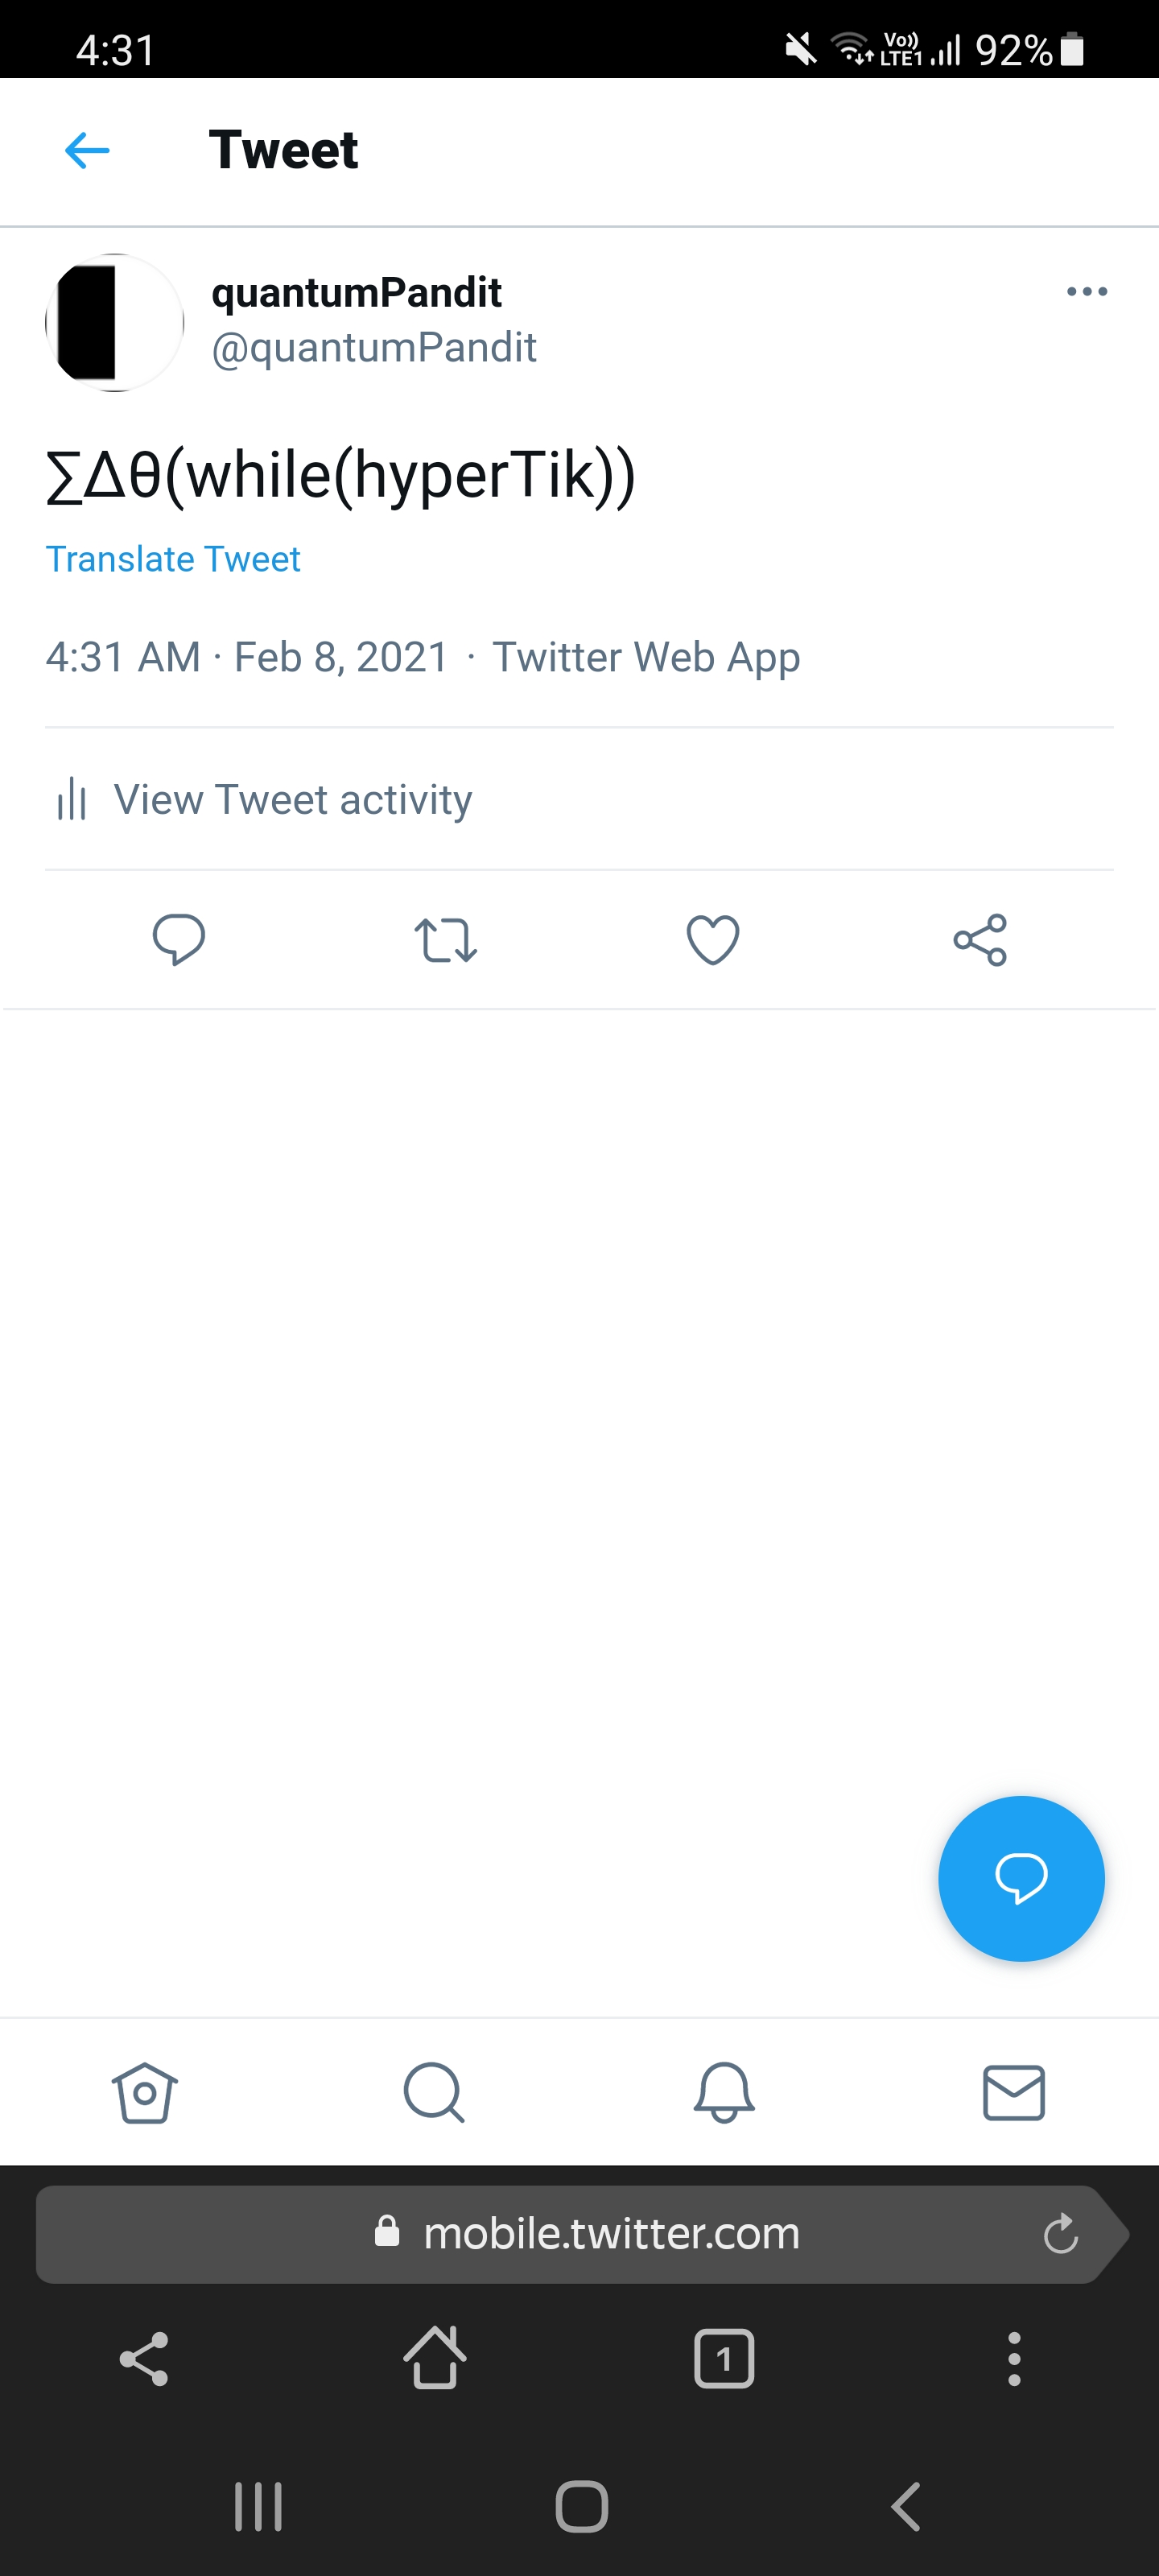 4:31
Vo)) LTE1 92%
Tweet
quantumPandit
@quantumPandit
∑Δθ(while(hyperTik))
Translate Tweet
4:31 AM · Feb 8, 2021 · Twitter Web App
View Tweet activity
mobile.twitter.com
1